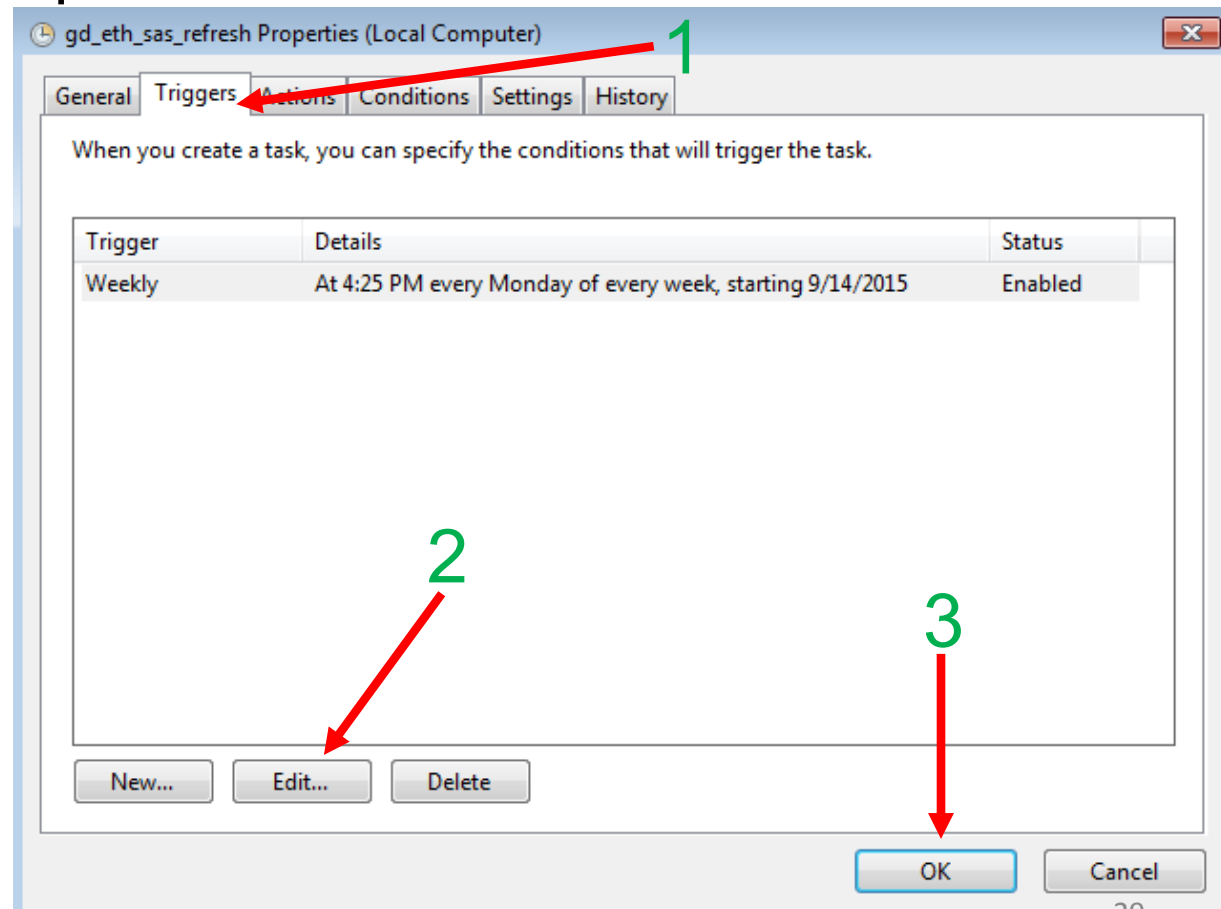 gd_eth_sas_refresh Properties (Local Computer)
1
General Triggers Actions Conditions Settings History
When you create a task, you can specify the conditions that will trigger the task.
Trigger Details Status
Weekly At 4:25 PM every Monday of every week, starting 9/14/2015 Enabled
2
3
New... Edit... Delete
OK Cancel